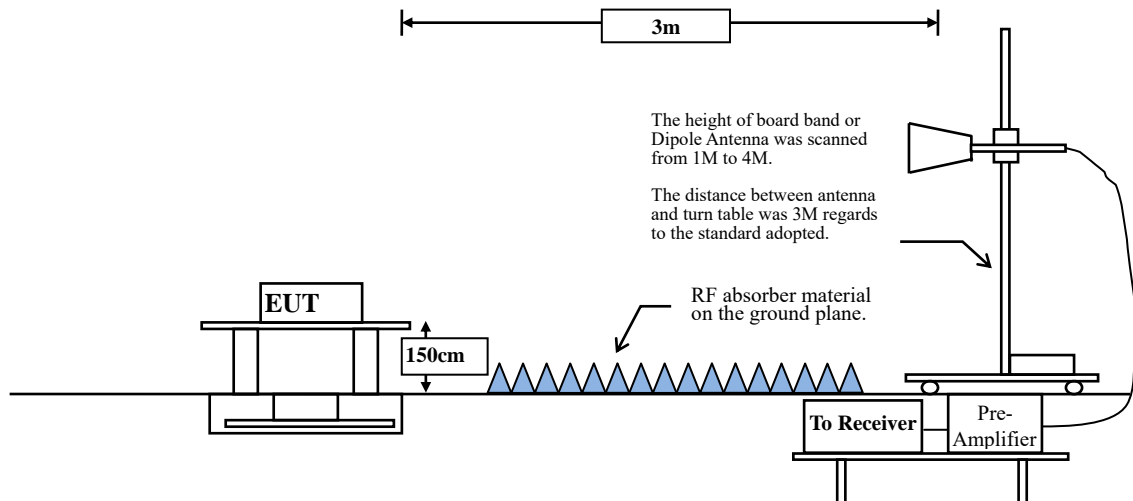 3m
The height of board band or
Dipole Antenna was scanned
from 1M to 4M.
The distance between antenna
and turn table was 3M regards
to the standard adopted.
EUT
RF absorber material
on the ground plane.
150cm
To Receiver
Pre-
Amplifier